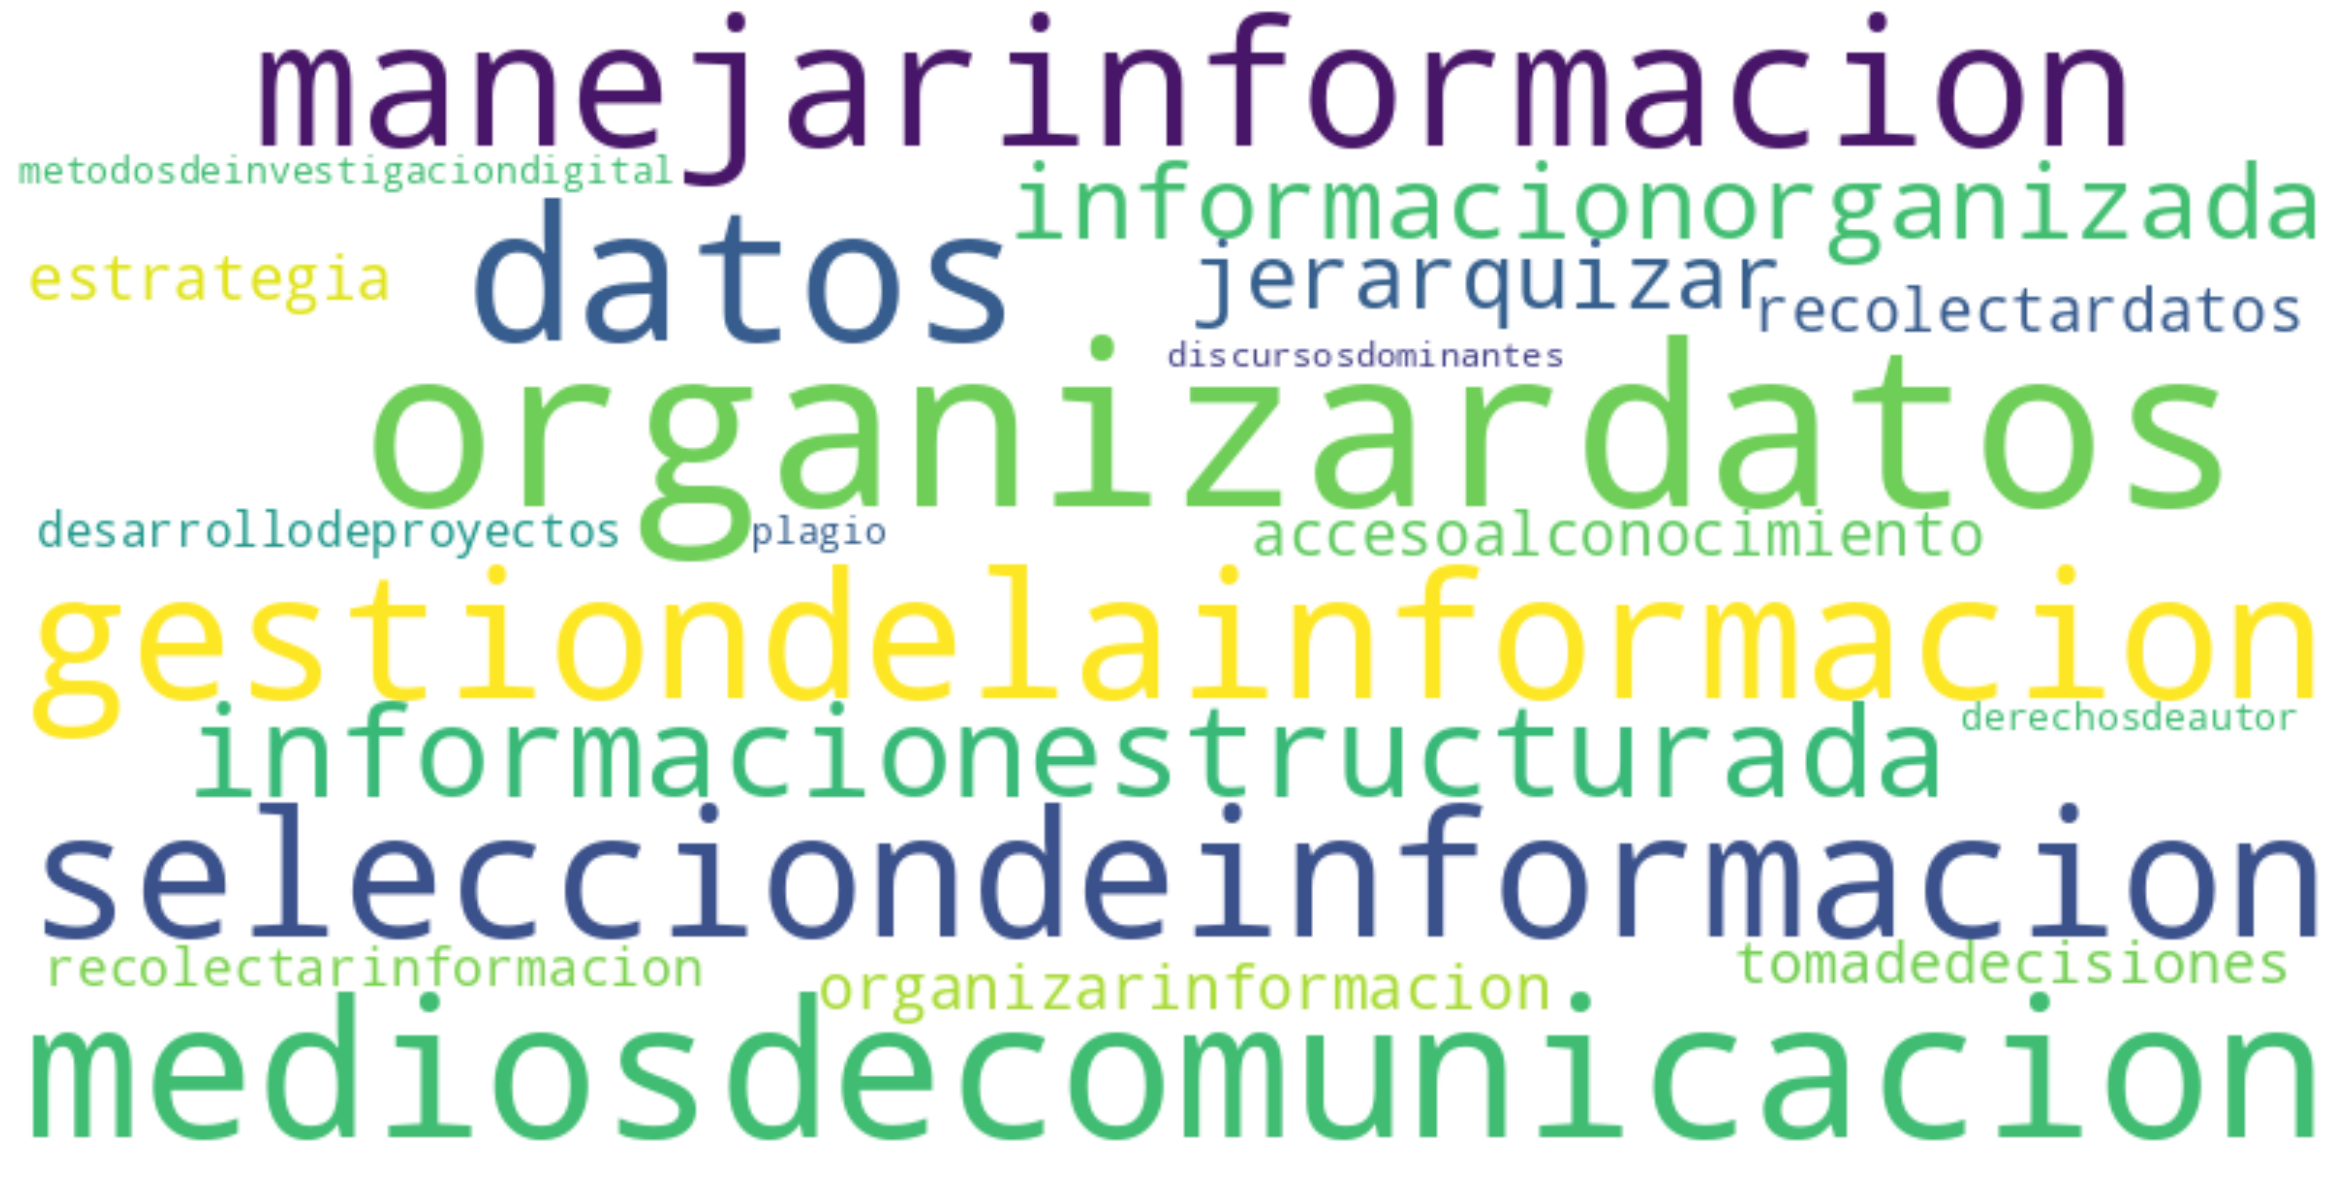 manejarinformacion
metodosdeinvestigaciondigital
informacionorganizada
datos
estrategia
jerarquizar
recolectardatos
discursosdominantes
organizardatos
desarrollodeproyectos
plagio
accesoalconocimiento
gestiondelainformacion
informacionestructurada
derechosdeautor
selecciondeinformacion
recolectarinformacion
organizarinformacion
tomadedecisiones
mediosdecomunicacion